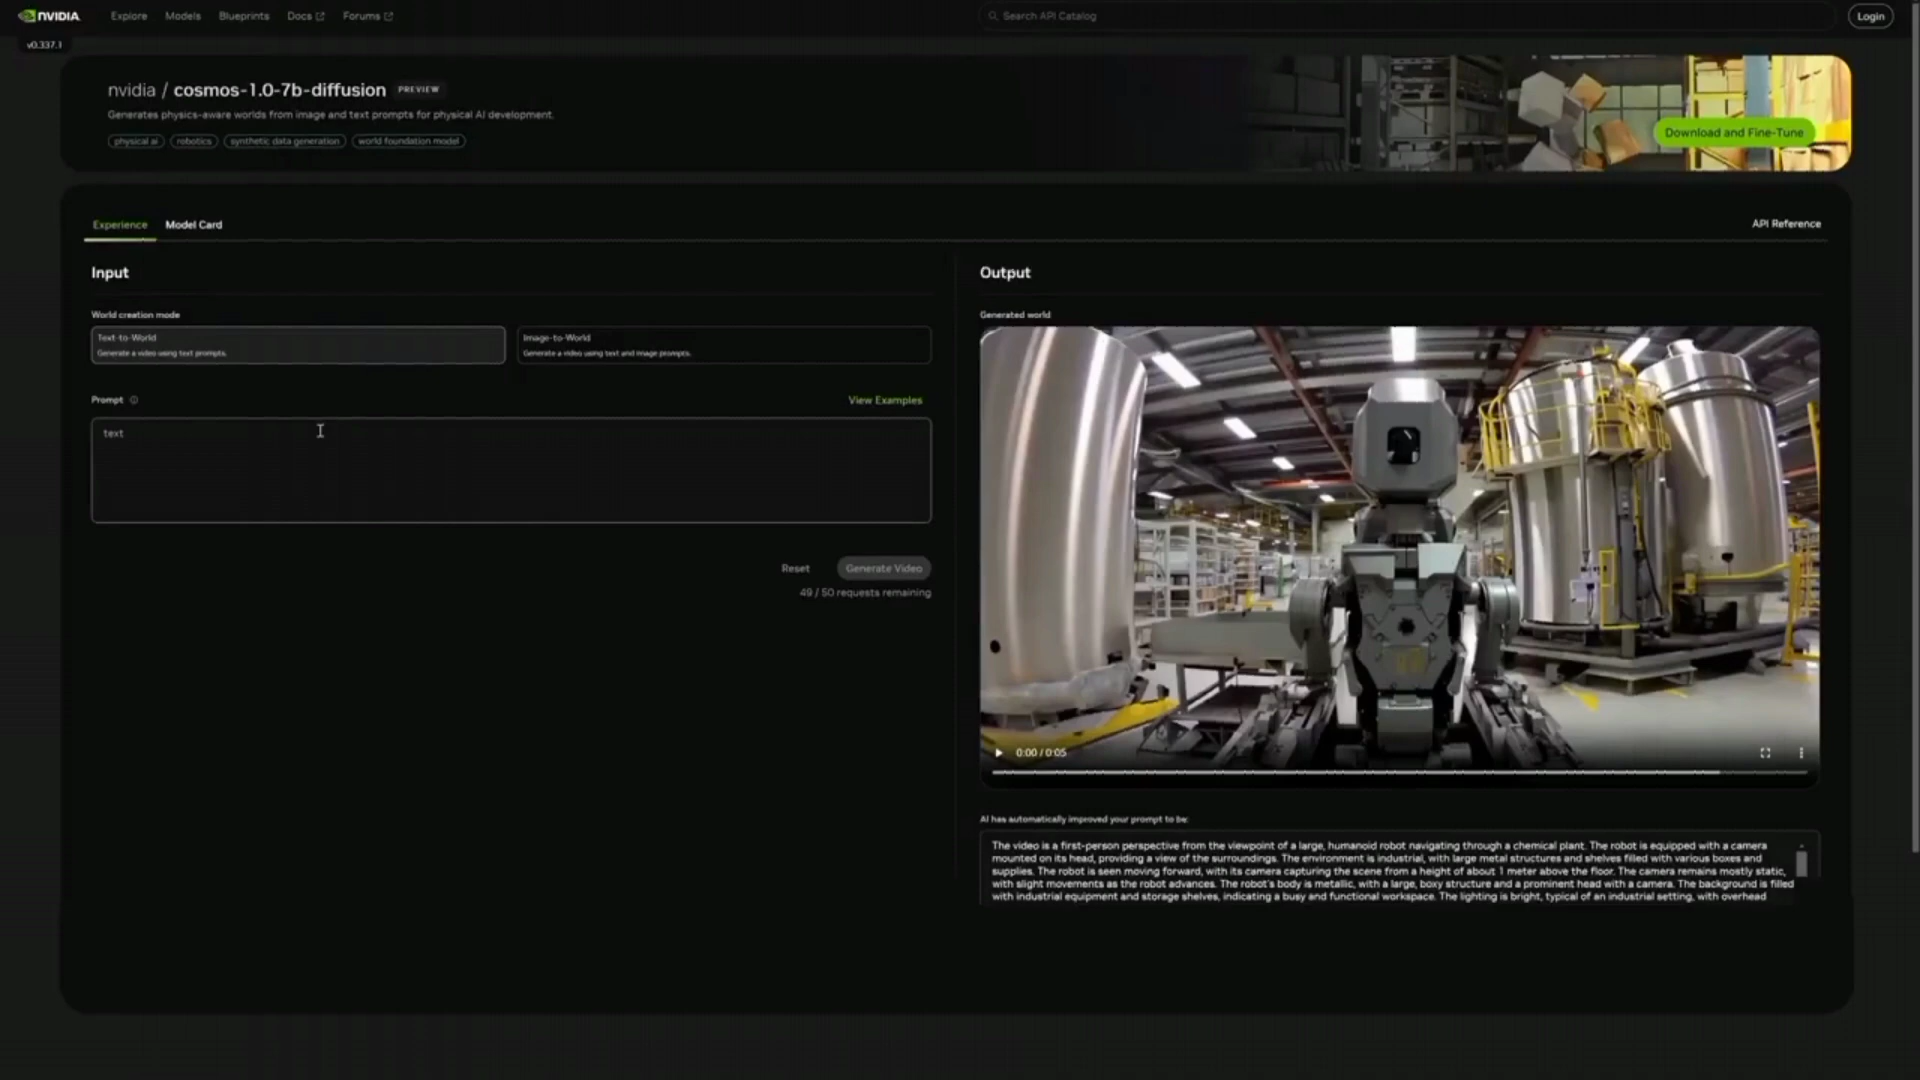 NVIDIA
Explore Models Blueprints Docs Forums
Search API Catalog
Login
v0.337.1
nvidia / cosmos-1.0-7b-diffusion PREVIEW
Generates physics-aware worlds from image and text prompts for physical AI development.
physical ai robotics synthetic data generation world foundation model
Download and Fine-Tune
Experience Model Card
API Reference
Input
World creation mode
Text-to-World
Generate a video using text prompts.
Image-to-World
Generate a video using text and image prompts.
Prompt
View Examples
text
Reset Generate Video
49 / 50 requests remaining
Output
Generated world
0:00 / 0:05
AI has automatically improved your prompt to be:
The video is a first-person perspective from the viewpoint of a large, humanoid robot navigating through a chemical plant. The robot is equipped with a camera
mounted on its head, providing a view of the surroundings. The environment is industrial, with large metal structures and shelves filled with various boxes and
supplies. The robot is seen moving forward, with its camera capturing the scene from a height of about 1 meter above the floor. The camera remains mostly static,
with slight movements as the robot advances. The robot's body is metallic, with a large, boxy structure and a prominent head with a camera. The background is filled
with industrial equipment and storage shelves, indicating a busy and functional workspace. The lighting is bright, typical of an industrial setting, with overhead